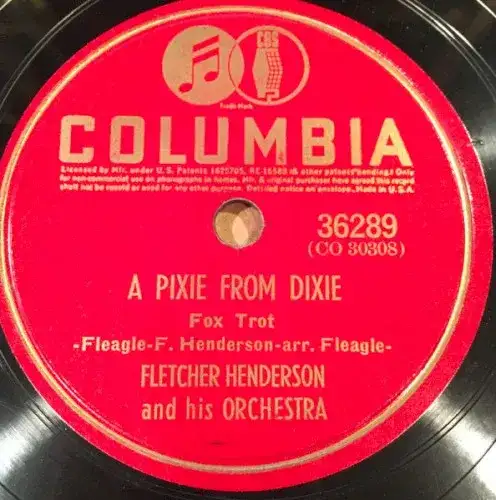 CBS
Trade Mark
COLUMBIA
Licensed by Mfr. under U.S. Patents 1625705, RE-16588 (& other patents pending) Only
for non-commercial use on phonographs in homes. Mfr. & original purchaser have agreed this record
shall not be resold or used for any other purpose. Detailed notice on envelope. Made in U.S.A.
36289
(CO 30308)
A PIXIE FROM DIXIE
Fox Trot
-Fleagle-F. Henderson-arr. Fleagle-
FLETCHER HENDERSON
and his ORCHESTRA